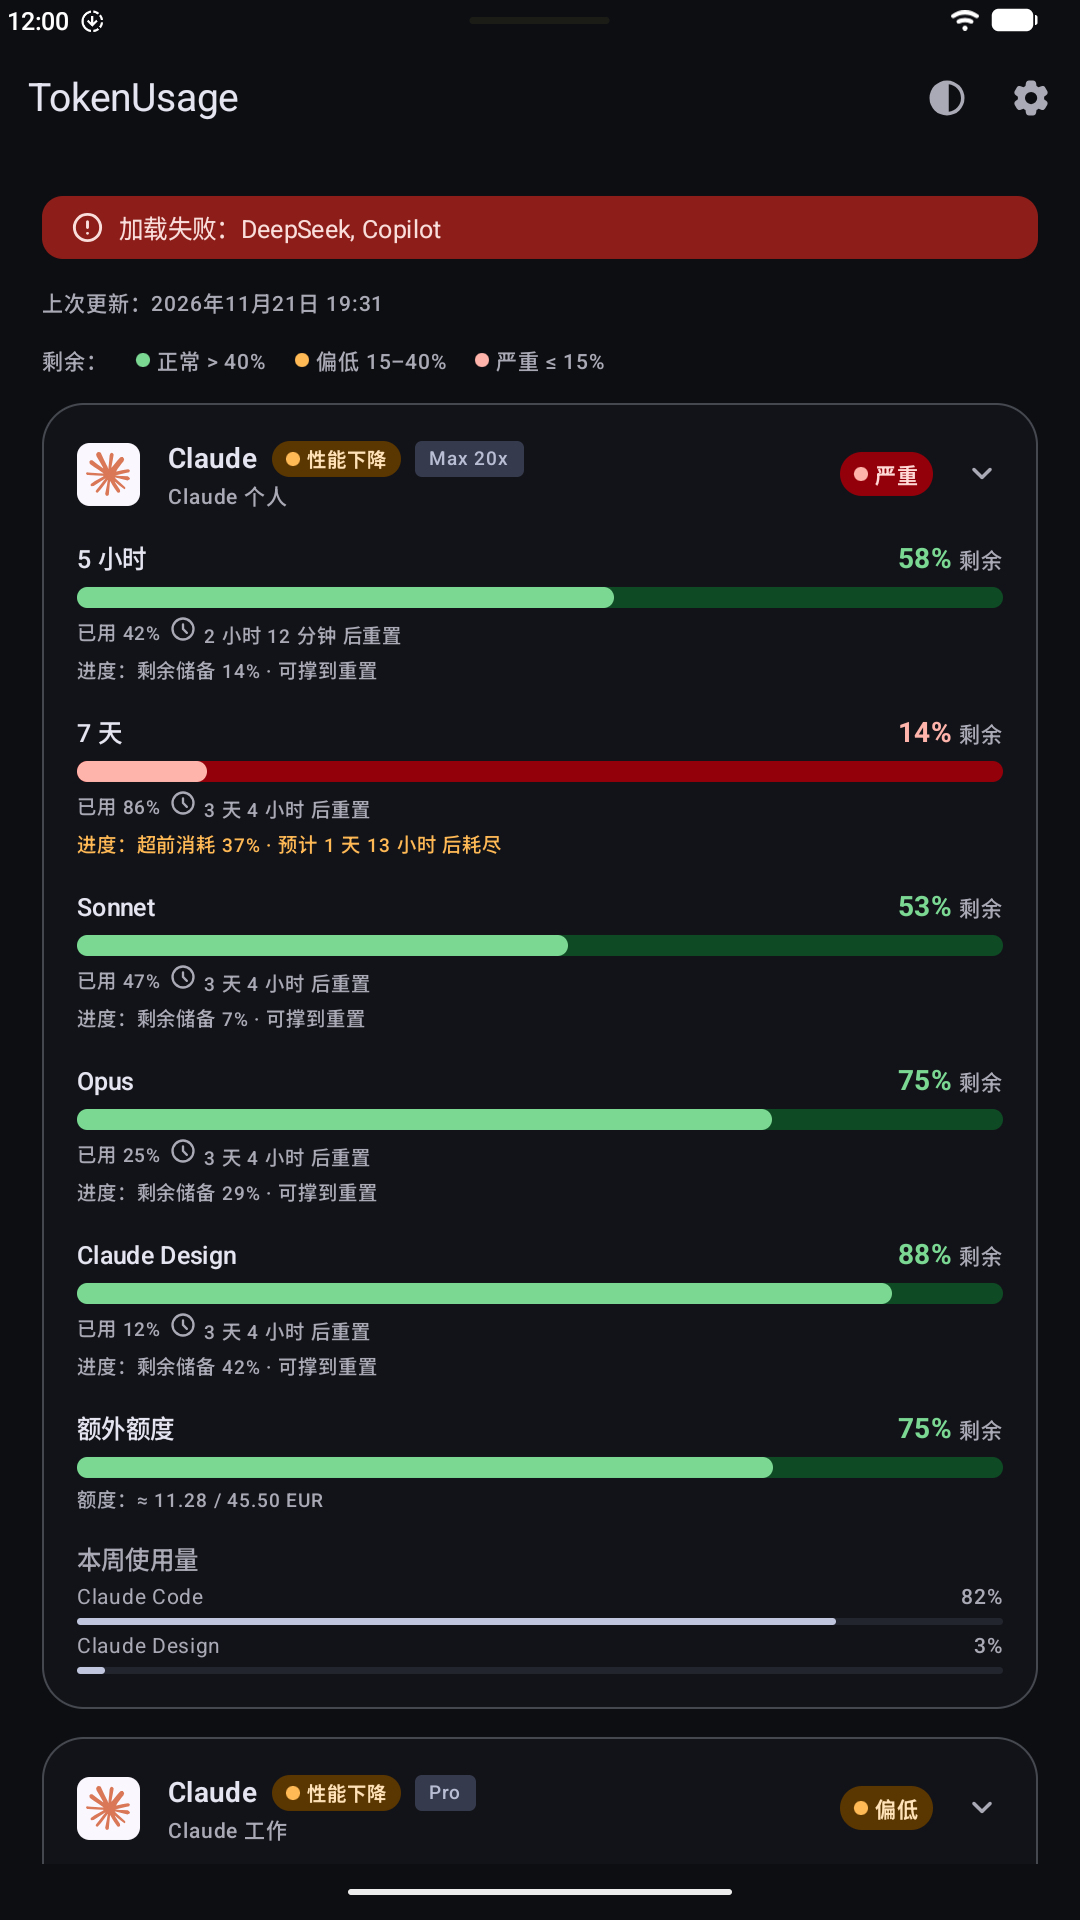 12:00
TokenUsage
加载失败：DeepSeek, Copilot
上次更新：2026年11月21日 19:31
剩余： 正常 > 40% 偏低 15–40% 严重 ≤ 15%
Claude 性能下降 Max 20x
Claude 个人
严重
5 小时 58% 剩余
已用 42% 2 小时 12 分钟 后重置
进度：剩余储备 14% · 可撑到重置
7 天 14% 剩余
已用 86% 3 天 4 小时 后重置
进度：超前消耗 37% · 预计 1 天 13 小时 后耗尽
Sonnet 53% 剩余
已用 47% 3 天 4 小时 后重置
进度：剩余储备 7% · 可撑到重置
Opus 75% 剩余
已用 25% 3 天 4 小时 后重置
进度：剩余储备 29% · 可撑到重置
Claude Design 88% 剩余
已用 12% 3 天 4 小时 后重置
进度：剩余储备 42% · 可撑到重置
额外额度 75% 剩余
额度：≈ 11.28 / 45.50 EUR
本周使用量
Claude Code 82%
Claude Design 3%
Claude 性能下降 Pro
Claude 工作
偏低